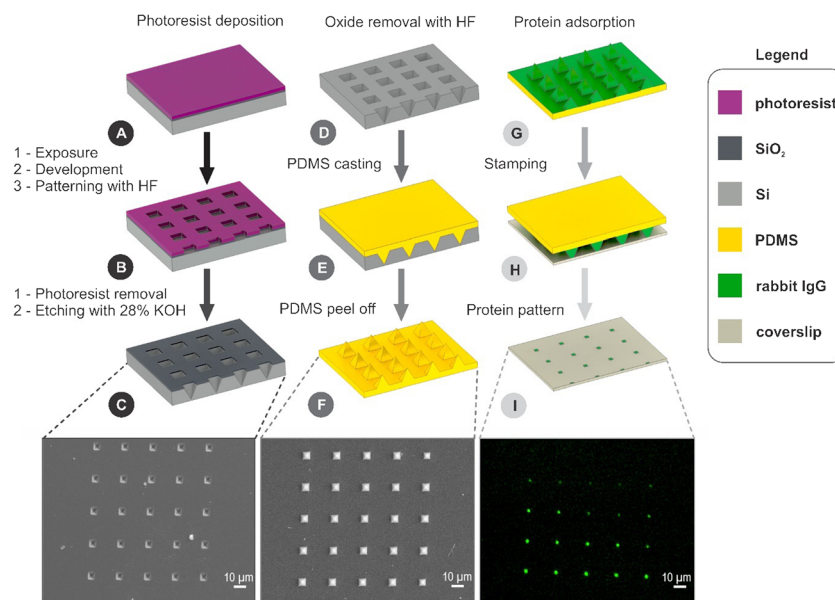 Photoresist deposition
Oxide removal with HF
Protein adsorption
Legend
photoresist
SiO₂
Si
PDMS
rabbit IgG
coverslip
A
D
G
1 - Exposure
2 - Development
3 - Patterning with HF
PDMS casting
Stamping
B
E
H
1 - Photoresist removal
2 - Etching with 28% KOH
PDMS peel off
Protein pattern
C
F
I
10 µm
10 µm
10 µm